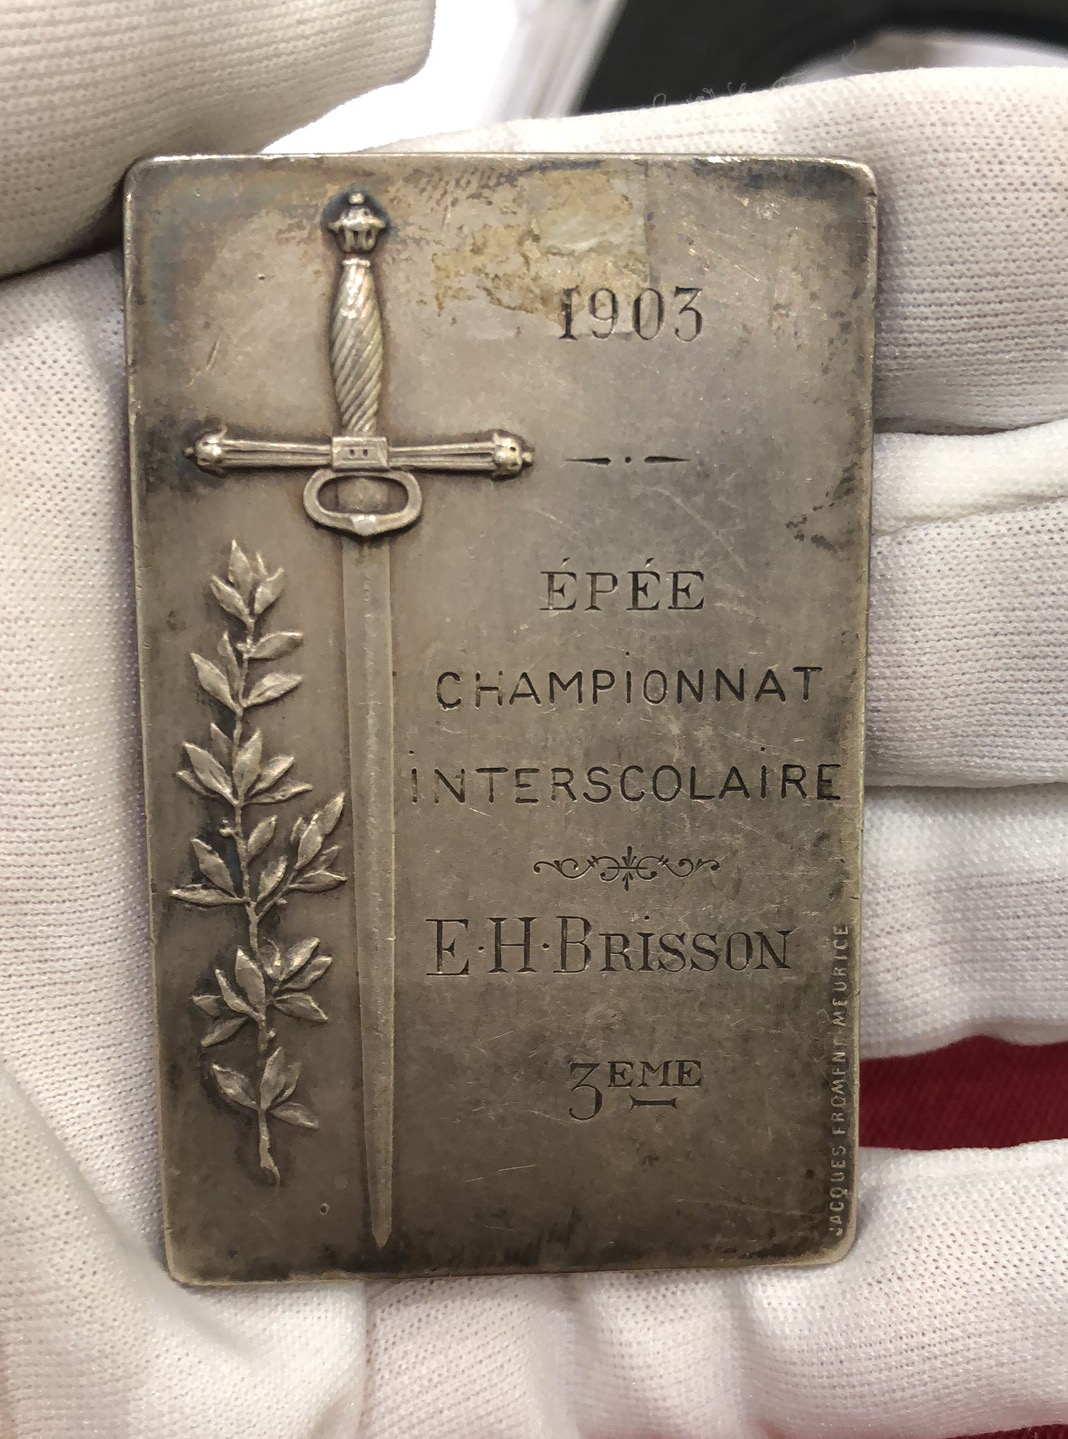 1903
ÉPÉE
CHAMPIONNAT
INTERSCOLAIRE
E·H·BRISSON
3EME
JACQUES FROMENT MEURICE